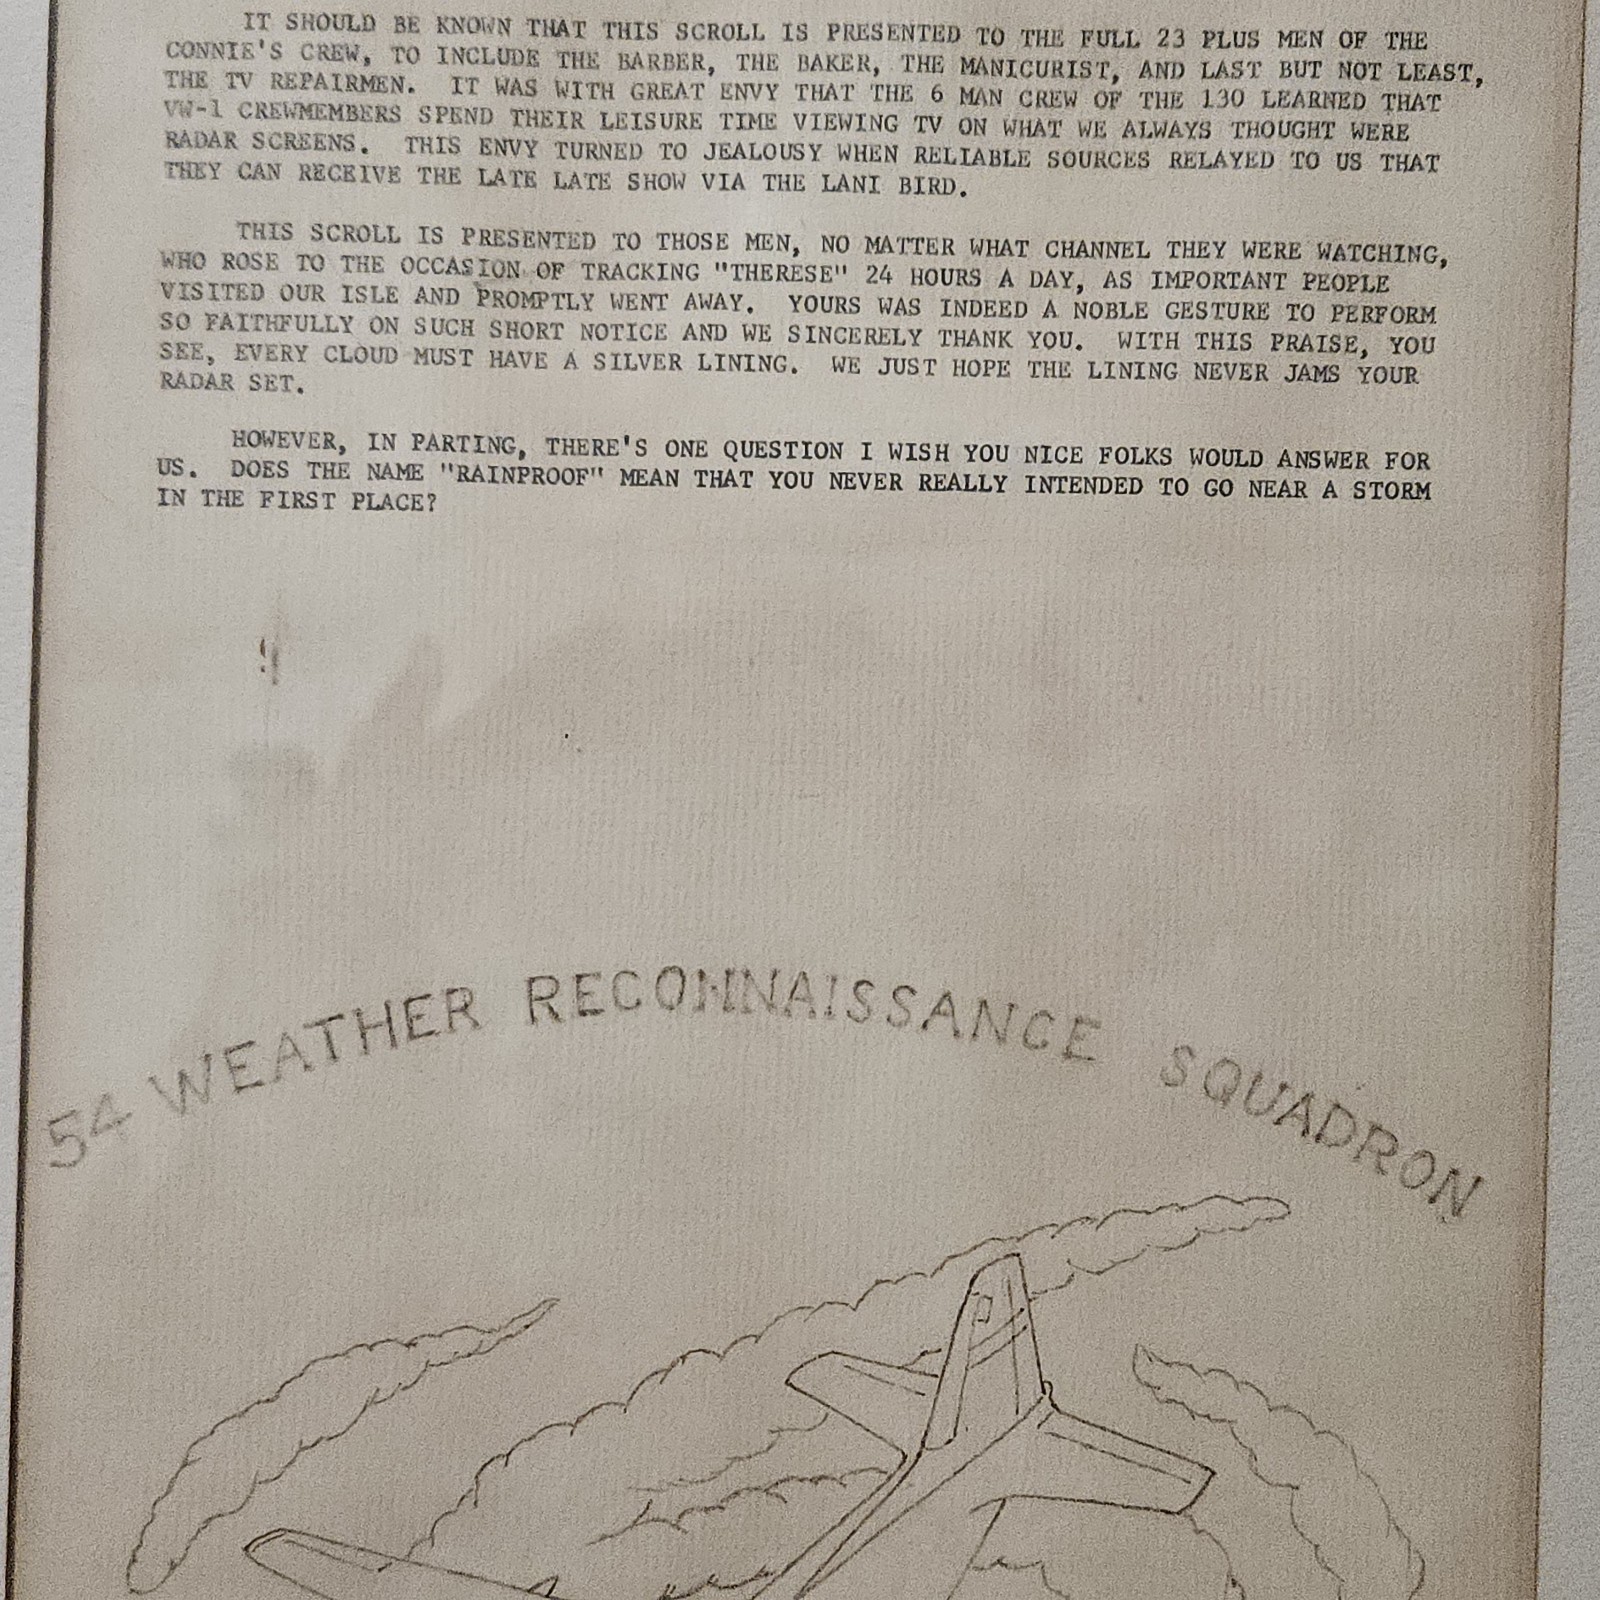 IT SHOULD BE KNOWN THAT THIS SCROLL IS PRESENTED TO THE FULL 23 PLUS MEN OF THE
CONNIE'S CREW, TO INCLUDE THE BARBER, THE BAKER, THE MANICURIST, AND LAST BUT NOT LEAST,
THE TV REPAIRMEN. IT WAS WITH GREAT ENVY THAT THE 6 MAN CREW OF THE 130 LEARNED THAT
VW-1 CREWMEMBERS SPEND THEIR LEISURE TIME VIEWING TV ON WHAT WE ALWAYS THOUGHT WERE
RADAR SCREENS. THIS ENVY TURNED TO JEALOUSY WHEN RELIABLE SOURCES RELAYED TO US THAT
THEY CAN RECEIVE THE LATE LATE SHOW VIA THE LANI BIRD.
THIS SCROLL IS PRESENTED TO THOSE MEN, NO MATTER WHAT CHANNEL THEY WERE WATCHING,
WHO ROSE TO THE OCCASION OF TRACKING "THERESE" 24 HOURS A DAY, AS IMPORTANT PEOPLE
VISITED OUR ISLE AND PROMPTLY WENT AWAY. YOURS WAS INDEED A NOBLE GESTURE TO PERFORM
SO FAITHFULLY ON SUCH SHORT NOTICE AND WE SINCERELY THANK YOU. WITH THIS PRAISE, YOU
SEE, EVERY CLOUD MUST HAVE A SILVER LINING. WE JUST HOPE THE LINING NEVER JAMS YOUR
RADAR SET.
HOWEVER, IN PARTING, THERE'S ONE QUESTION I WISH YOU NICE FOLKS WOULD ANSWER FOR
US. DOES THE NAME "RAINPROOF" MEAN THAT YOU NEVER REALLY INTENDED TO GO NEAR A STORM
IN THE FIRST PLACE?
54 WEATHER RECONNAISSANCE SQUADRON